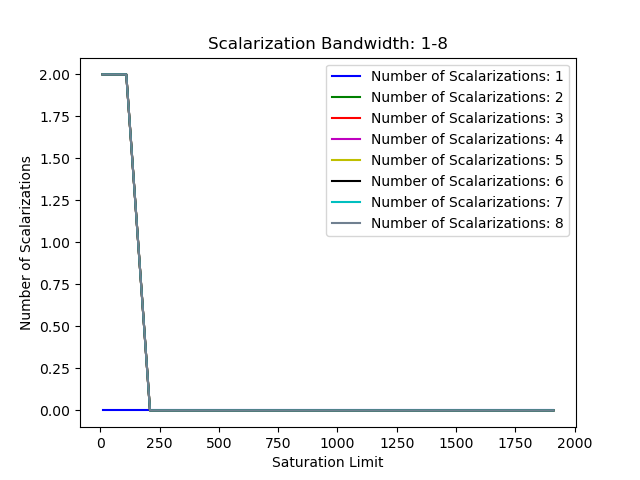 Scalarization Bandwidth: 1-8
Number of Scalarizations: 1
Number of Scalarizations: 2
Number of Scalarizations: 3
Number of Scalarizations: 4
Number of Scalarizations: 5
Number of Scalarizations: 6
Number of Scalarizations: 7
Number of Scalarizations: 8
Number of Scalarizations
2.00
1.75
1.50
1.25
1.00
0.75
0.50
0.25
0.00
0 250 500 750 1000 1250 1500 1750 2000
Saturation Limit